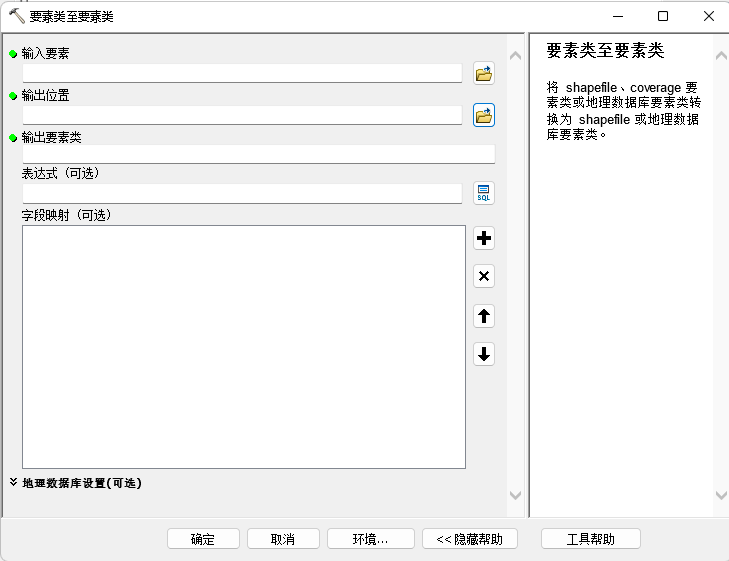 要素类至要素类
输入要素
输出位置
输出要素类
表达式（可选）
SQL
字段映射（可选）
地理数据库设置(可选)
要素类至要素类
将 shapefile、coverage 要
素类或地理数据库要素类转
换为 shapefile 或地理数据
库要素类。
确定
取消
环境...
<< 隐藏帮助
工具帮助